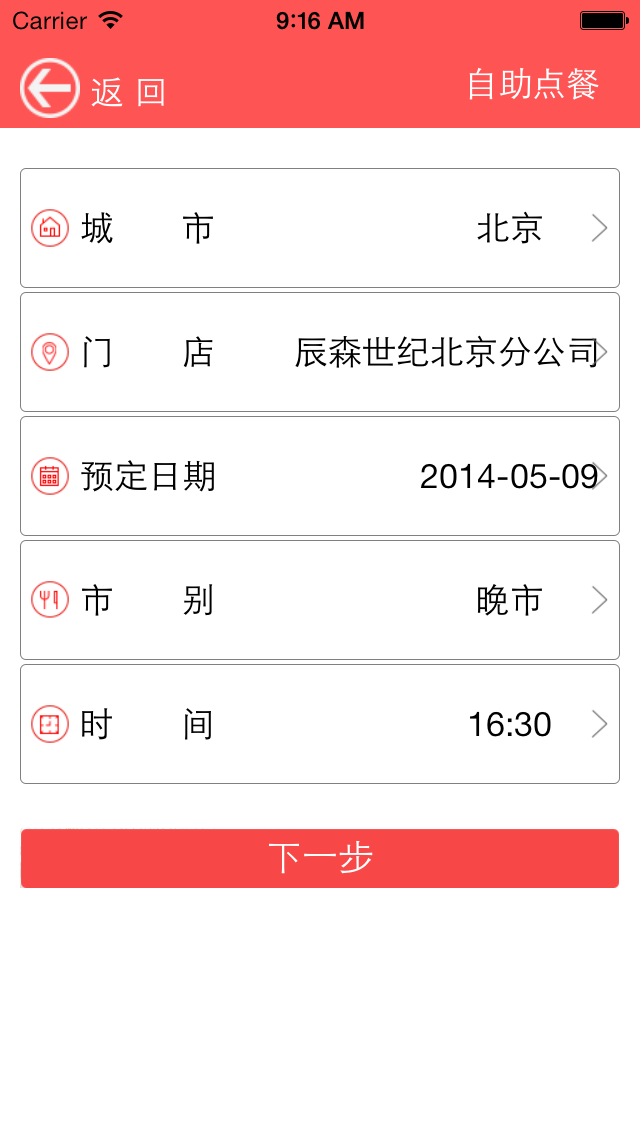 Carrier 9:16 AM
返 回 自助点餐
城 市 北京
门 店 辰森世纪北京分公司
预定日期 2014-05-09
市 别 晚市
时 间 16:30
下一步